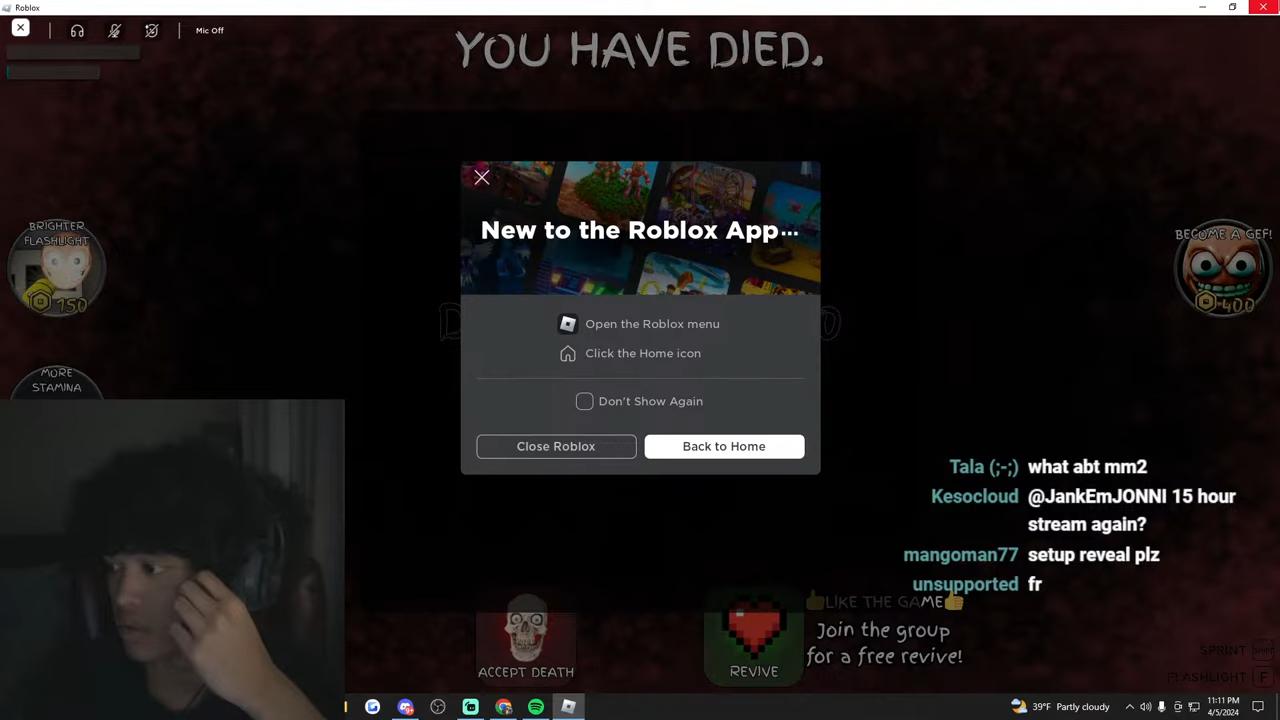 Roblox
Mic Off
YOU HAVE DIED.
BRIGHTER
FLASHLIGHT
150
BECOME A GEF!
400
New to the Roblox App...
Open the Roblox menu
Click the Home icon
Don't Show Again
Close Roblox
Back to Home
MORE
STAMINA
Tala (;-;) what abt mm2
Kesocloud @JankEmJONNI 15 hour
stream again?
mangoman77 setup reveal plz
unsupported fr
👍LIKE THE GAME👍
Join the group
for a free revive!
ACCEPT DEATH
REVIVE
SPRINT
FLASHLIGHT F
39°F Partly cloudy
11:11 PM
4/5/2024